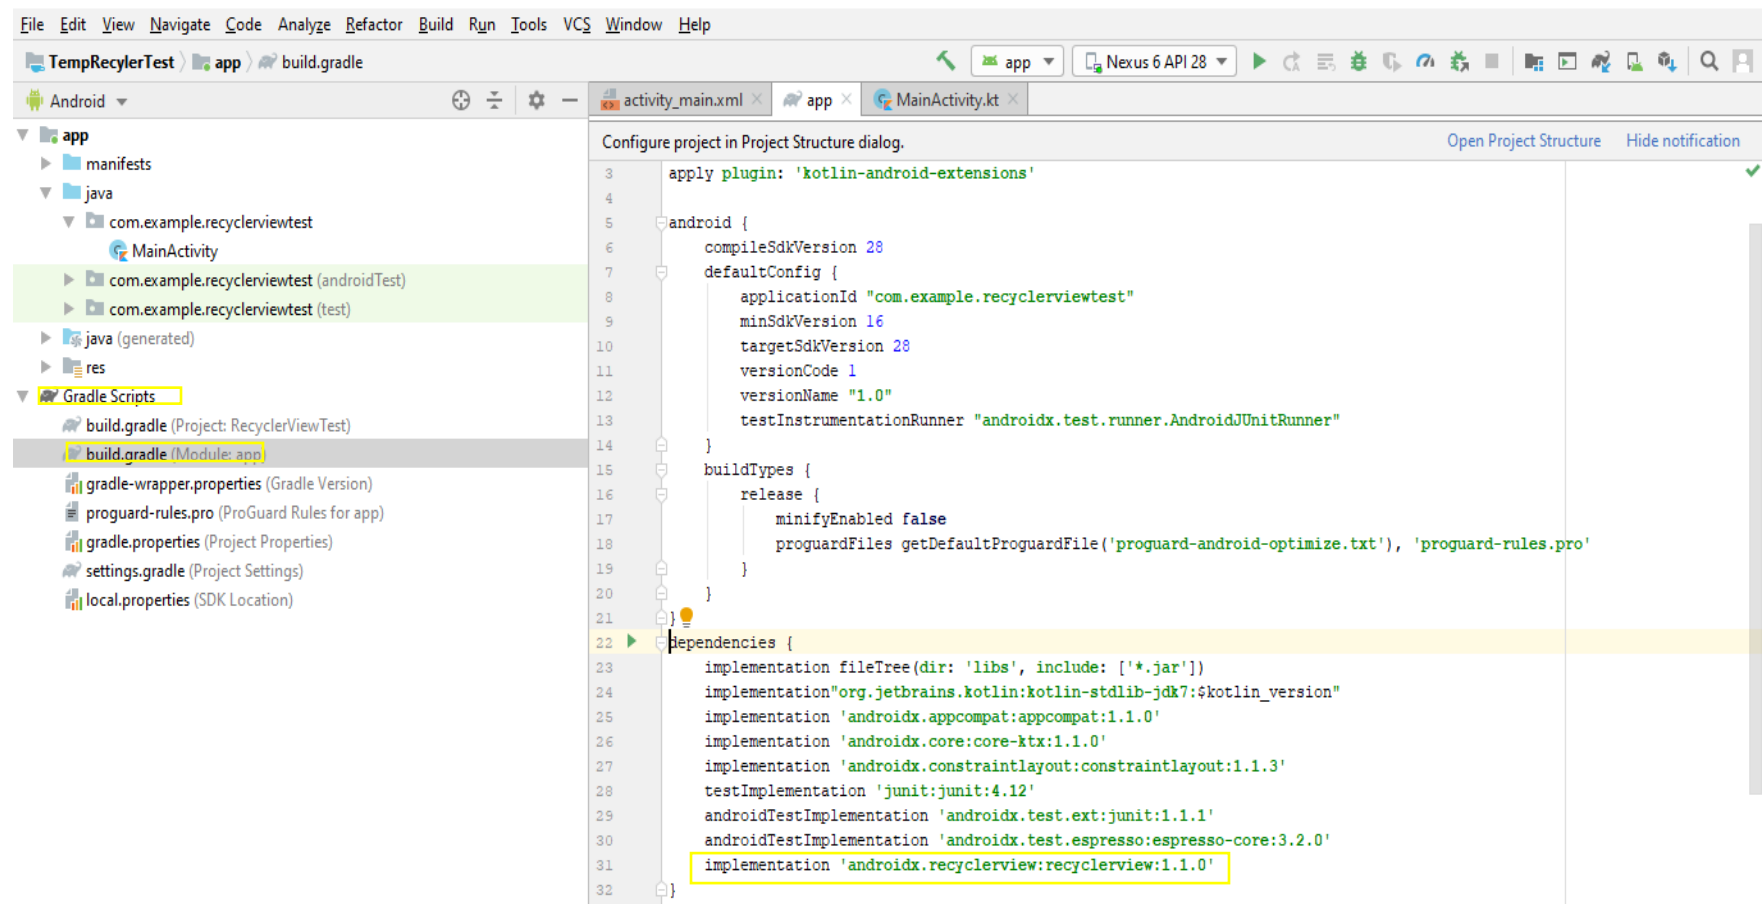 File Edit View Navigate Code Analyze Refactor Build Run Tools VCS Window Help
TempRecylerTest app build.gradle app Nexus 6 API 28
Android
activity_main.xml app MainActivity.kt
app
manifests
java
com.example.recyclerviewtest
MainActivity
com.example.recyclerviewtest (androidTest)
com.example.recyclerviewtest (test)
java (generated)
res
Gradle Scripts
build.gradle (Project: RecyclerViewTest)
build.gradle (Module: app)
gradle-wrapper.properties (Gradle Version)
proguard-rules.pro (ProGuard Rules for app)
gradle.properties (Project Properties)
settings.gradle (Project Settings)
local.properties (SDK Location)
Configure project in Project Structure dialog. Open Project Structure Hide notification
3 apply plugin: 'kotlin-android-extensions'
4
5 android {
6 compileSdkVersion 28
7 defaultConfig {
8 applicationId "com.example.recyclerviewtest"
9 minSdkVersion 16
10 targetSdkVersion 28
11 versionCode 1
12 versionName "1.0"
13 testInstrumentationRunner "androidx.test.runner.AndroidJUnitRunner"
14 }
15 buildTypes {
16 release {
17 minifyEnabled false
18 proguardFiles getDefaultProguardFile('proguard-android-optimize.txt'), 'proguard-rules.pro'
19 }
20 }
21 }
22 dependencies {
23 implementation fileTree(dir: 'libs', include: ['*.jar'])
24 implementation"org.jetbrains.kotlin:kotlin-stdlib-jdk7:$kotlin_version"
25 implementation 'androidx.appcompat:appcompat:1.1.0'
26 implementation 'androidx.core:core-ktx:1.1.0'
27 implementation 'androidx.constraintlayout:constraintlayout:1.1.3'
28 testImplementation 'junit:junit:4.12'
29 androidTestImplementation 'androidx.test.ext:junit:1.1.1'
30 androidTestImplementation 'androidx.test.espresso:espresso-core:3.2.0'
31 implementation 'androidx.recyclerview:recyclerview:1.1.0'
32 }